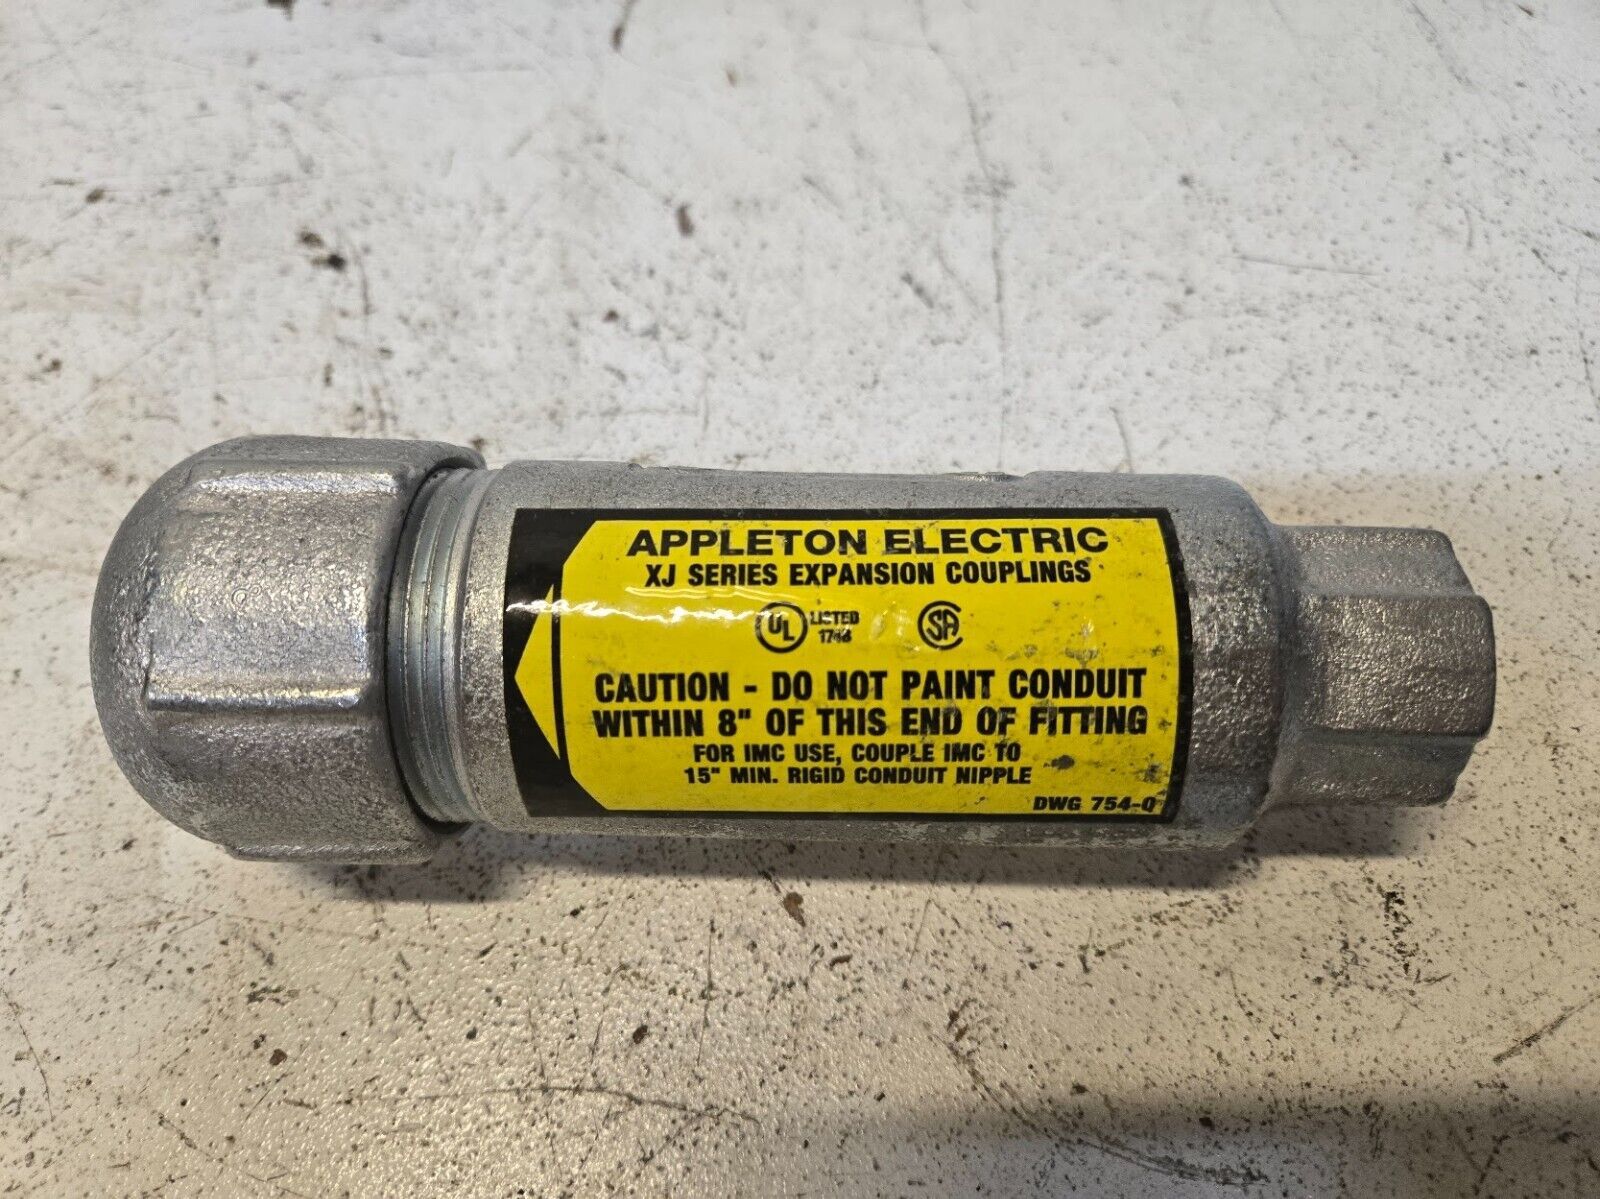 APPLETON ELECTRIC
XJ SERIES EXPANSION COUPLINGS
UL LISTED SA
CAUTION - DO NOT PAINT CONDUIT
WITHIN 8" OF THIS END OF FITTING
FOR IMC USE, COUPLE IMC TO
15" MIN. RIGID CONDUIT NIPPLE
DWG 754-Q